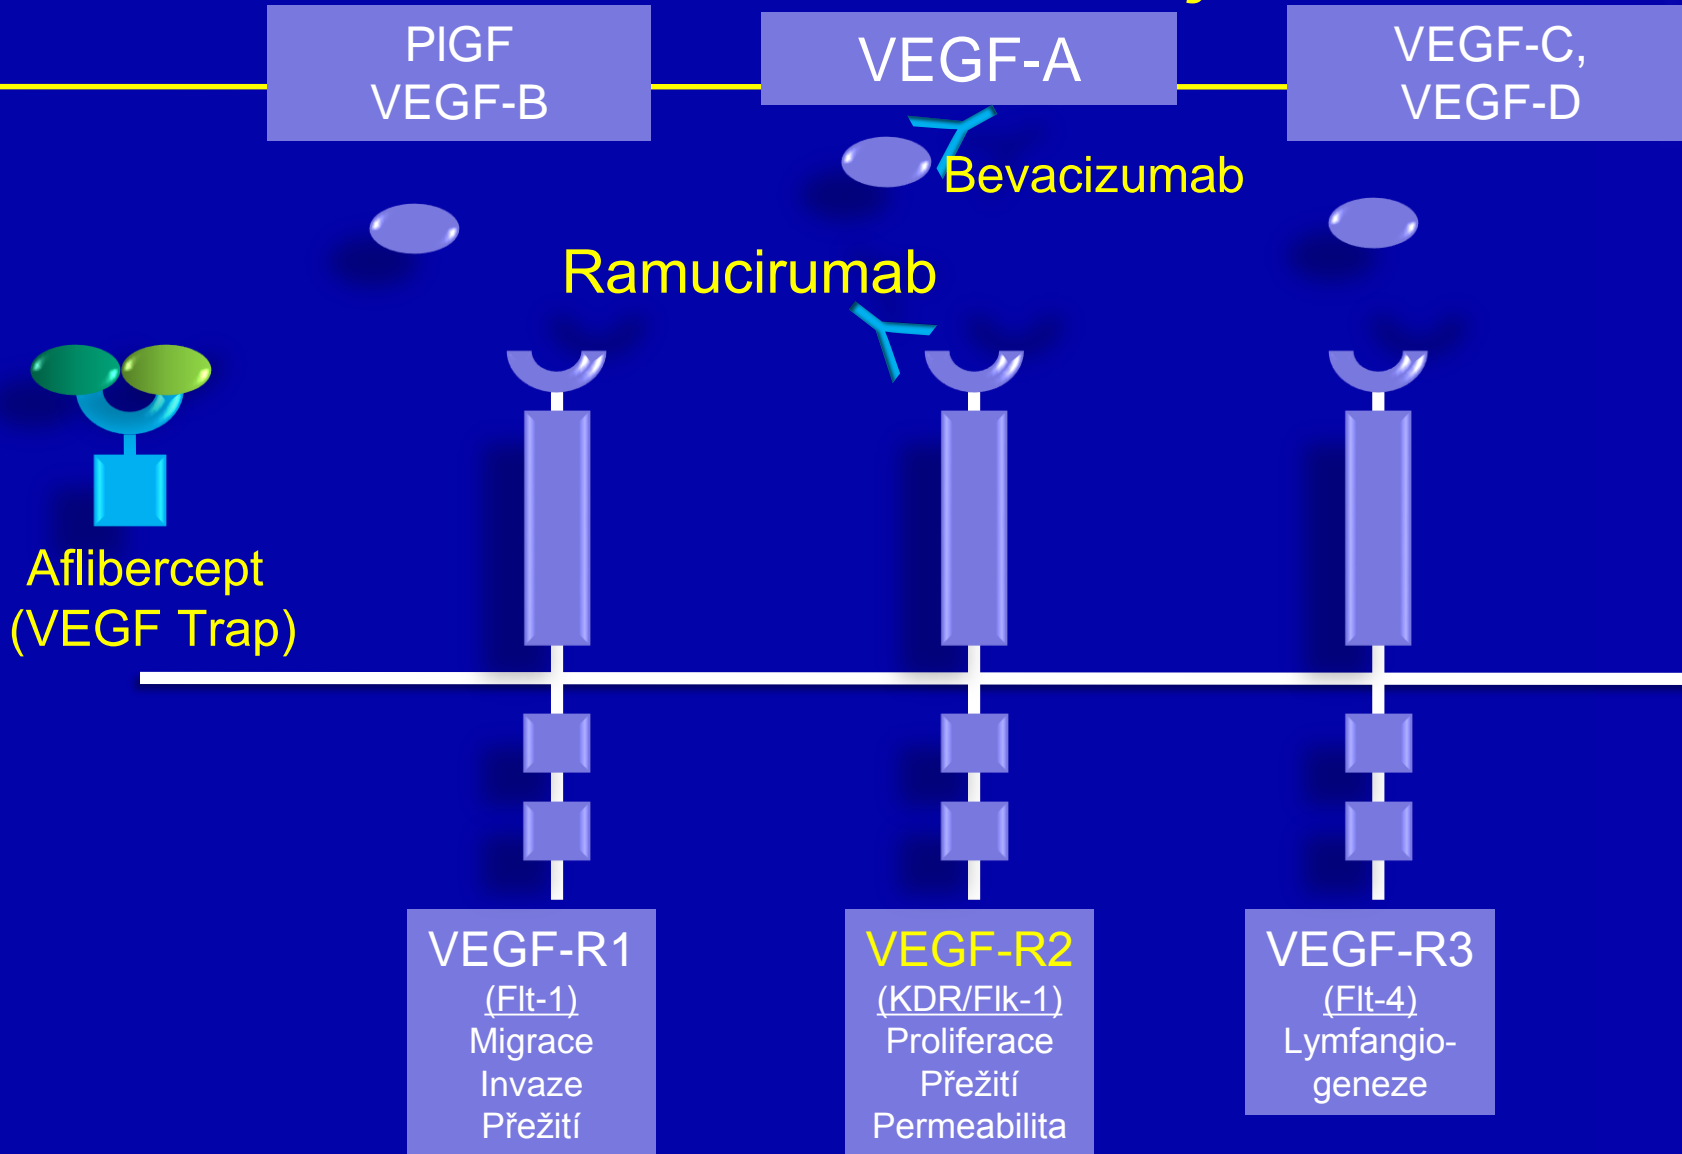 PlGF
VEGF-B
VEGF-A
VEGF-C,
VEGF-D
Bevacizumab
Ramucirumab
Aflibercept
(VEGF Trap)
VEGF-R1
(Flt-1)
Migrace
Invaze
Přežití
VEGF-R2
(KDR/Flk-1)
Proliferace
Přežití
Permeabilita
VEGF-R3
(Flt-4)
Lymfangio-
geneze